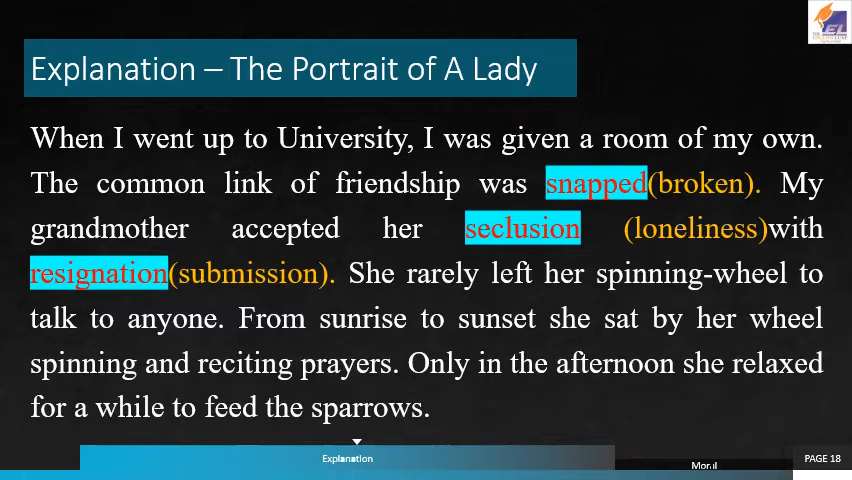 EL
Explanation – The Portrait of A Lady
When I went up to University, I was given a room of my own.
The common link of friendship was snapped(broken). My
grandmother accepted her seclusion (loneliness)with
resignation(submission). She rarely left her spinning-wheel to
talk to anyone. From sunrise to sunset she sat by her wheel
spinning and reciting prayers. Only in the afternoon she relaxed
for a while to feed the sparrows.
Explanation
Moral
PAGE 18